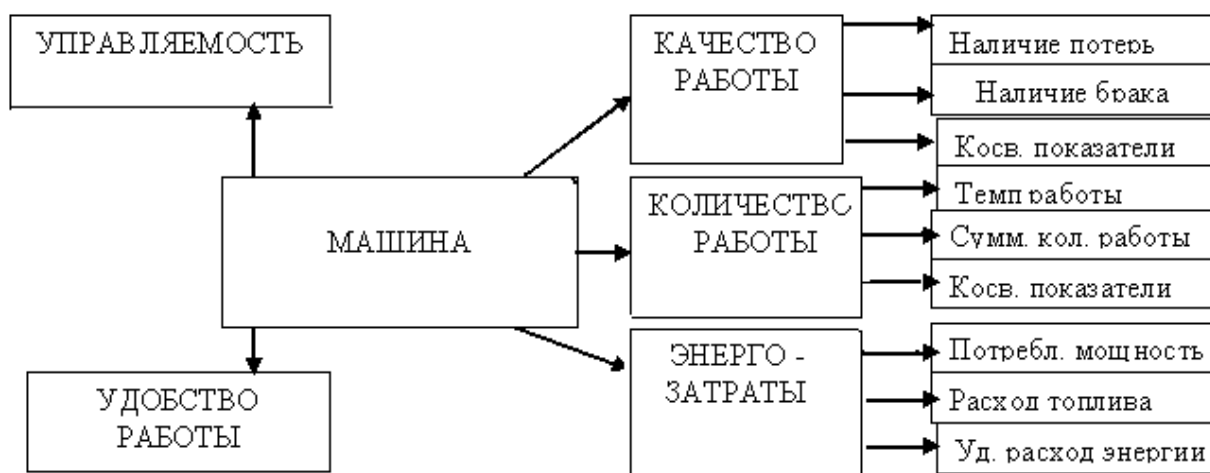 УПРАВЛЯЕМОСТЬ
МАШИНА
УДОБСТВО
РАБОТЫ
КАЧЕСТВО
РАБОТЫ
Наличие потерь
Наличие брака
Косв. показатели
КОЛИЧЕСТВО
РАБОТЫ
Темп работы
Сумм. кол. работы
Косв. показатели
ЭНЕРГО -
ЗАТРАТЫ
Потребл. мощность
Расход топлива
Уд. расход энергии